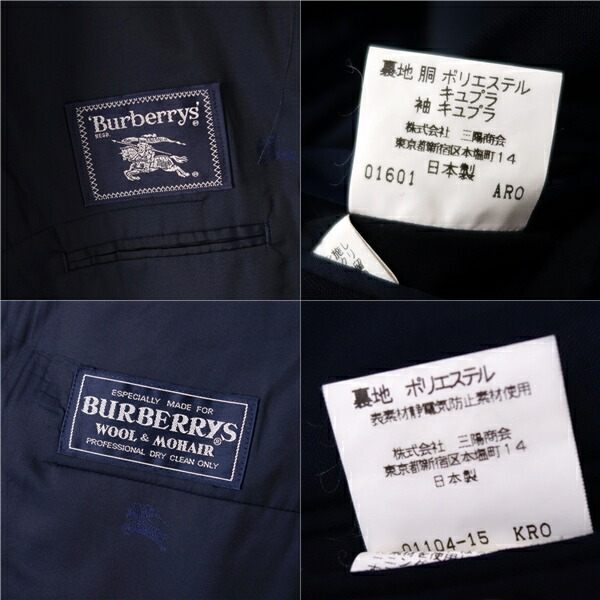 Burberrys'
REGD.
®
裏地 胴 ポリエステル
キュプラ
袖 キュプラ
株式会社 三陽商会
東京都新宿区本塩町14
日本製
01601 ARO
ESPECIALLY MADE FOR
BURBERRYS
WOOL & MOHAIR®
PROFESSIONAL DRY CLEAN ONLY
裏地 ポリエステル
表素材静電気防止素材使用
株式会社 三陽商会
東京都新宿区本塩町14
日本製
01104-15 KRO